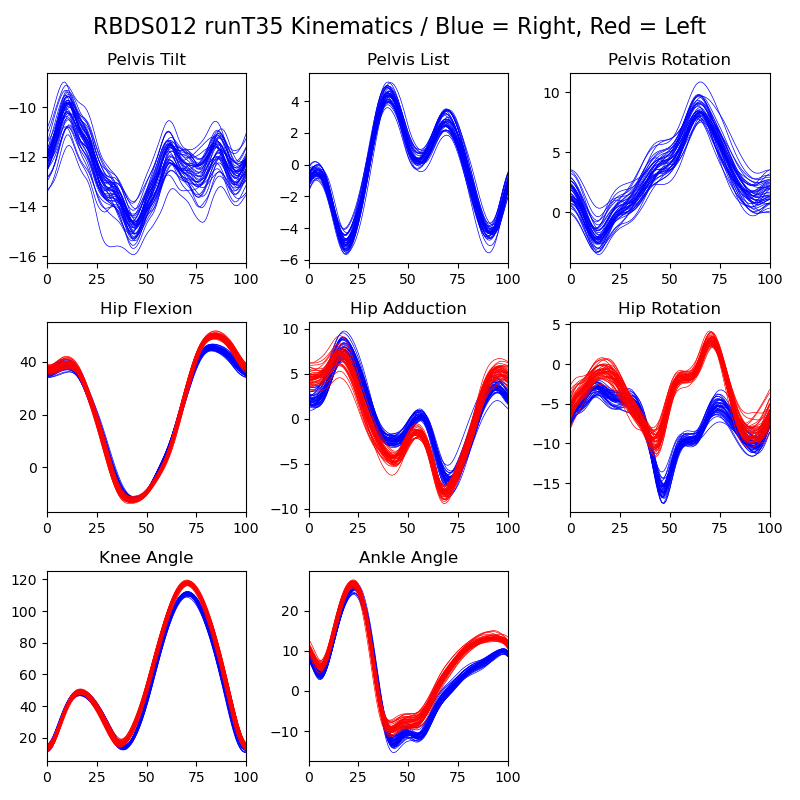 RBDS012 runT35 Kinematics / Blue = Right, Red = Left
Pelvis Tilt
−10
−12
−14
−16
0 25 50 75 100
Pelvis List
4
2
0
−2
−4
−6
0 25 50 75 100
Pelvis Rotation
10
5
0
0 25 50 75 100
Hip Flexion
40
20
0
0 25 50 75 100
Hip Adduction
10
5
0
−5
−10
0 25 50 75 100
Hip Rotation
5
0
−5
−10
−15
0 25 50 75 100
Knee Angle
120
100
80
60
40
20
0 25 50 75 100
Ankle Angle
20
10
0
−10
0 25 50 75 100